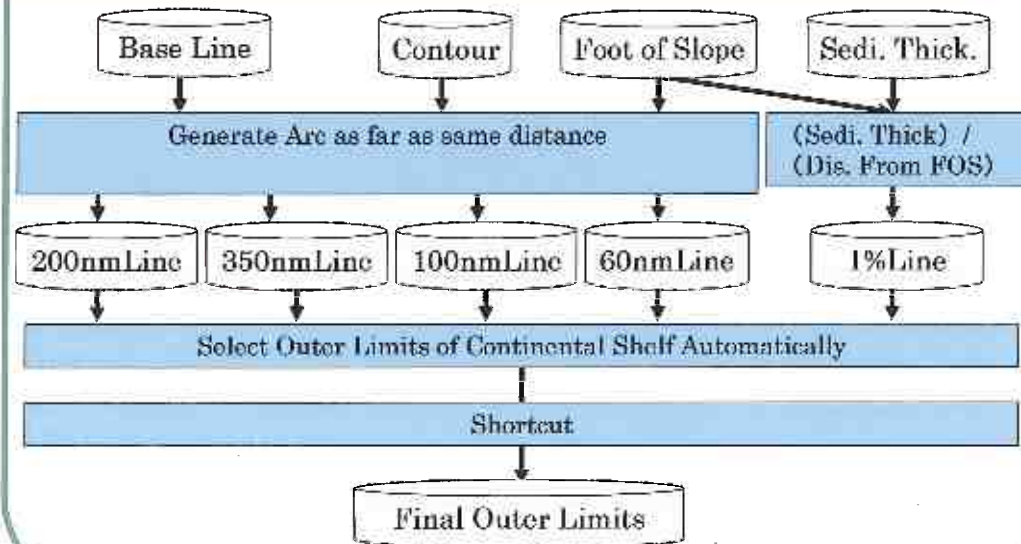 Base Line
Contour
Foot of Slope
Sedi. Thick.
Generate Arc as far as same distance
(Sedi. Thick) /
(Dis. From FOS)
200nmLine
350nmLine
100nmLine
60nmLine
1%Line
Select Outer Limits of Continental Shelf Automatically
Shortcut
Final Outer Limits